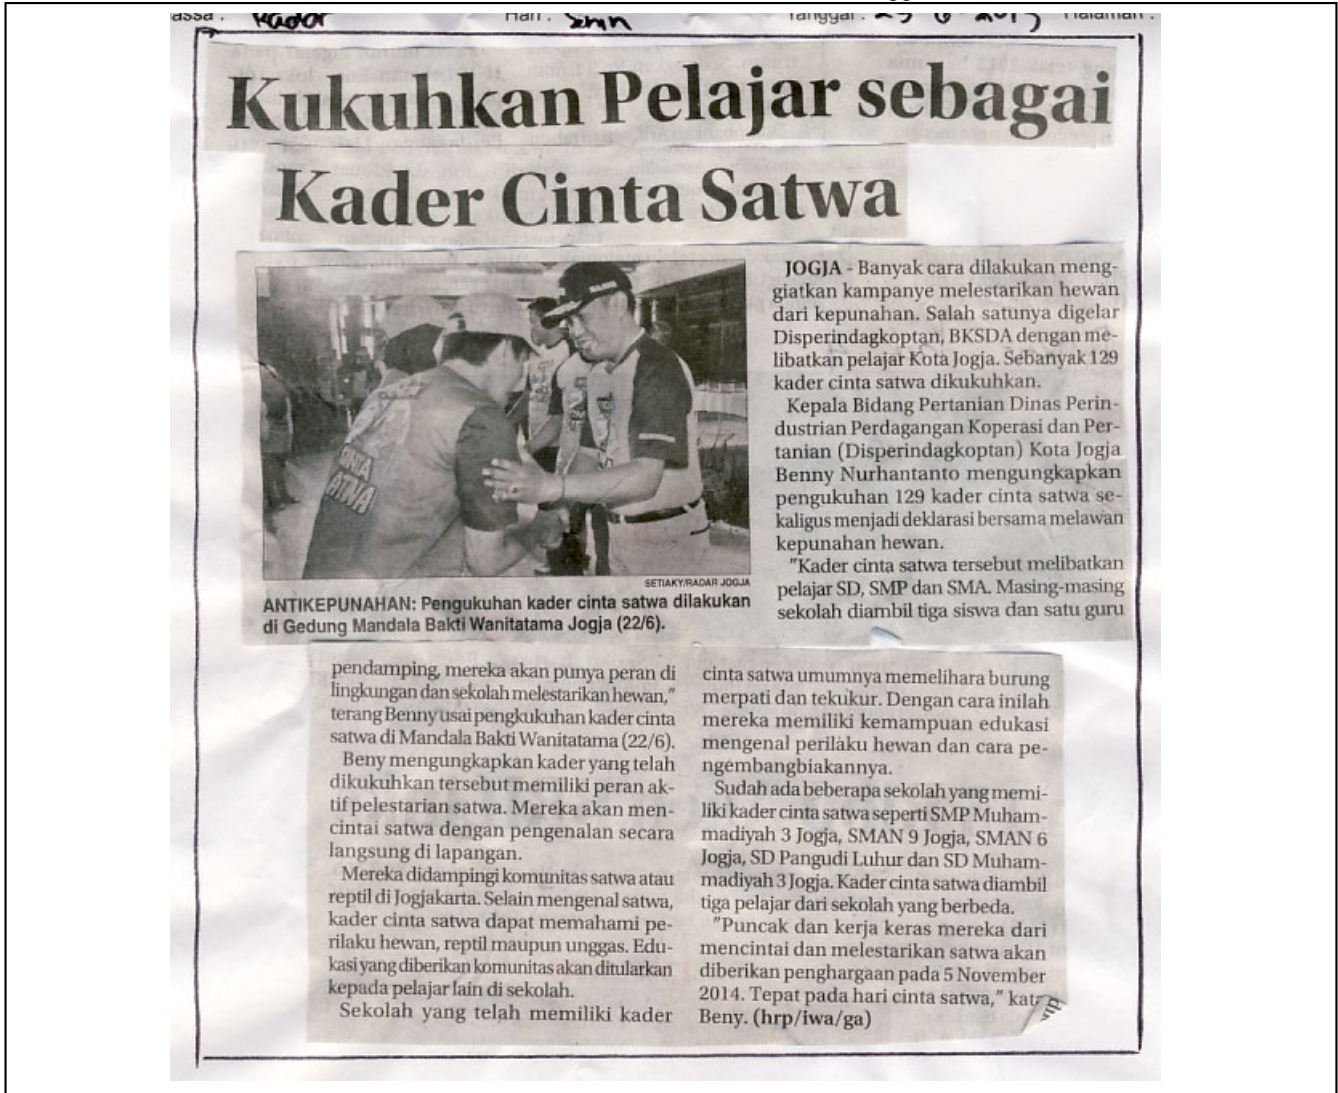 assa : Radar Hari : Senin Tanggal : 23 6 2013 Halaman :
Kukuhkan Pelajar sebagai
Kader Cinta Satwa
CINTA
SATWA
SETIAKY/RADAR JOGJA
ANTIKEPUNAHAN: Pengukuhan kader cinta satwa dilakukan
di Gedung Mandala Bakti Wanitatama Jogja (22/6).
JOGJA - Banyak cara dilakukan meng-
giatkan kampanye melestarikan hewan
dari kepunahan. Salah satunya digelar
Disperindagkoptan, BKSDA dengan me-
libatkan pelajar Kota Jogja. Sebanyak 129
kader cinta satwa dikukuhkan.
Kepala Bidang Pertanian Dinas Perin-
dustrian Perdagangan Koperasi dan Per-
tanian (Disperindagkoptan) Kota Jogja
Benny Nurhantanto mengungkapkan
pengukuhan 129 kader cinta satwa se-
kaligus menjadi deklarasi bersama melawan
kepunahan hewan.
"Kader cinta satwa tersebut melibatkan
pelajar SD, SMP dan SMA. Masing-masing
sekolah diambil tiga siswa dan satu guru
pendamping, mereka akan punya peran di
lingkungan dan sekolah melestarikan hewan,"
terang Benny usai pengkukuhan kader cinta
satwa di Mandala Bakti Wanitatama (22/6).
Beny mengungkapkan kader yang telah
dikukuhkan tersebut memiliki peran ak-
tif pelestarian satwa. Mereka akan men-
cintai satwa dengan pengenalan secara
langsung di lapangan.
Mereka didampingi komunitas satwa atau
reptil di Jogjakarta. Selain mengenal satwa,
kader cinta satwa dapat memahami pe-
rilaku hewan, reptil maupun unggas. Edu-
kasi yang diberikan komunitas akan ditularkan
kepada pelajar lain di sekolah.
Sekolah yang telah memiliki kader
cinta satwa umumnya memelihara burung
merpati dan tekukur. Dengan cara inilah
mereka memiliki kemampuan edukasi
mengenal perilaku hewan dan cara pe-
ngembangbiakannya.
Sudah ada beberapa sekolah yang memi-
liki kader cinta satwa seperti SMP Muham-
madiyah 3 Jogja, SMAN 9 Jogja, SMAN 6
Jogja, SD Pangudi Luhur dan SD Muham-
madiyah 3 Jogja. Kader cinta satwa diambil
tiga pelajar dari sekolah yang berbeda.
"Puncak dan kerja keras mereka dari
mencintai dan melestarikan satwa akan
diberikan penghargaan pada 5 November
2014. Tepat pada hari cinta satwa," kata
Beny. (hrp/iwa/ga)